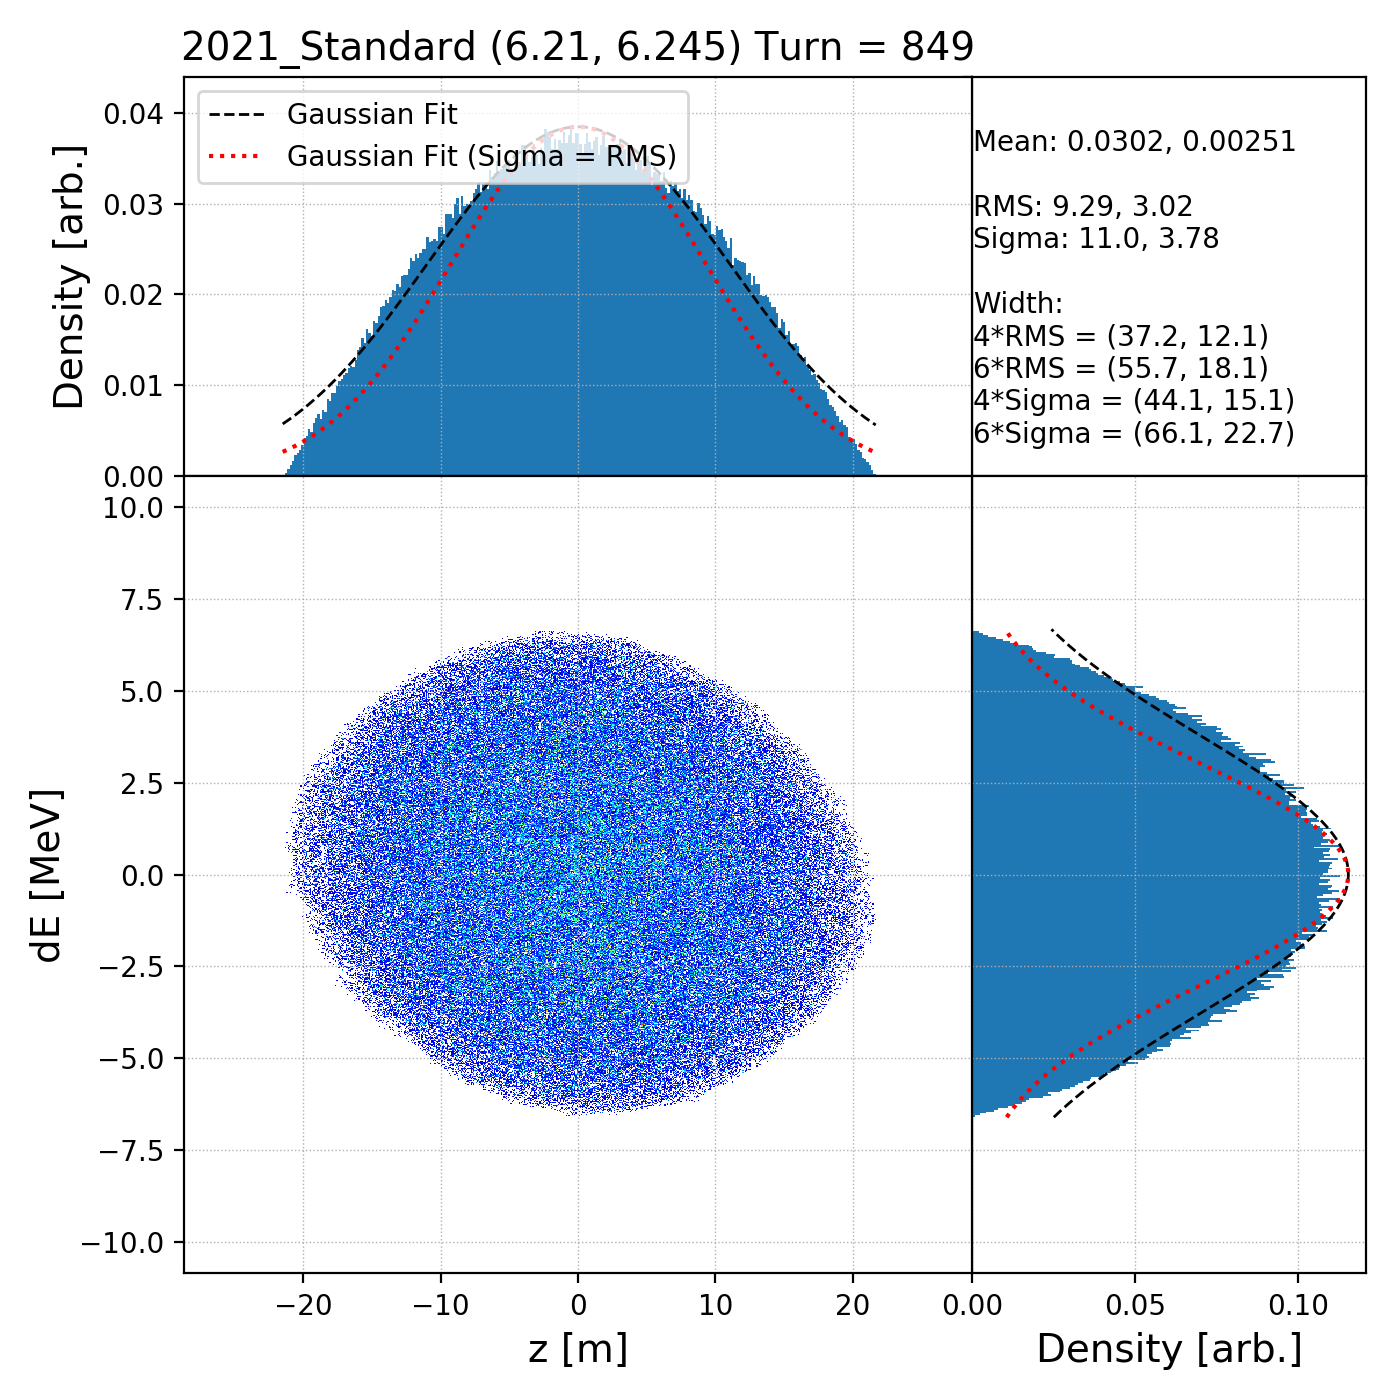 2021_Standard (6.21, 6.245) Turn = 849
Gaussian Fit
Gaussian Fit (Sigma = RMS)
Density [arb.]
0.04
0.03
0.02
0.01
0.00
Mean: 0.0302, 0.00251
RMS: 9.29, 3.02
Sigma: 11.0, 3.78
Width:
4*RMS = (37.2, 12.1)
6*RMS = (55.7, 18.1)
4*Sigma = (44.1, 15.1)
6*Sigma = (66.1, 22.7)
dE [MeV]
10.0
7.5
5.0
2.5
0.0
−2.5
−5.0
−7.5
−10.0
−20 −10 0 10 20
z [m]
0.00 0.05 0.10
Density [arb.]